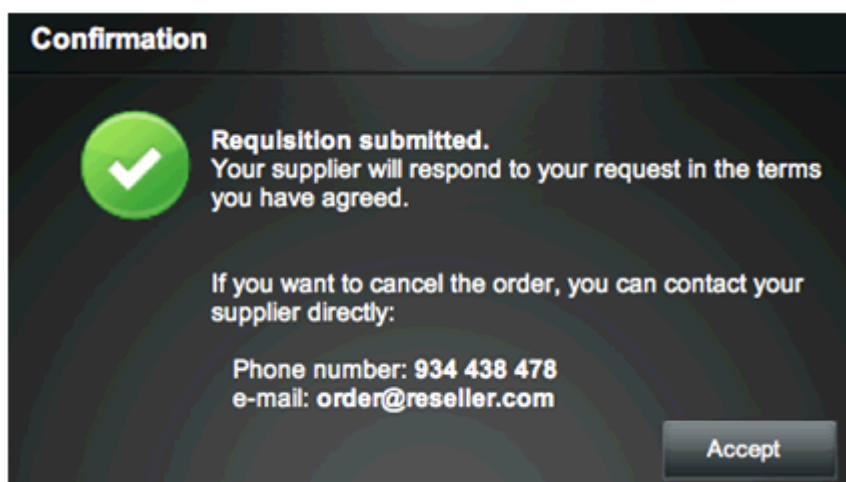 Confirmation
Requisition submitted.
Your supplier will respond to your request in the terms
you have agreed.
If you want to cancel the order, you can contact your
supplier directly:
Phone number: 934 438 478
e-mail: order@reseller.com
Accept